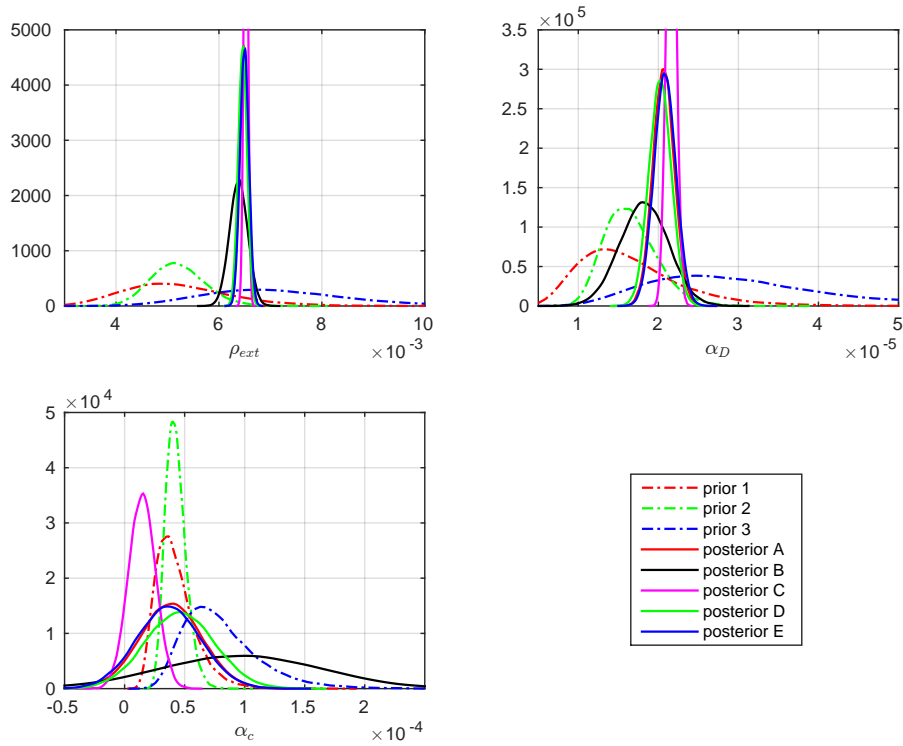 5000
4000
3000
2000
1000
0
4 6 8 10
ρ_ext
×10^-3
×10^5
3.5
3
2.5
2
1.5
1
0.5
0
1 2 3 4 5
α_D
×10^-5
×10^4
5
4
3
2
1
0
-0.5 0 0.5 1 1.5 2
α_c
×10^-4
prior 1
prior 2
prior 3
posterior A
posterior B
posterior C
posterior D
posterior E